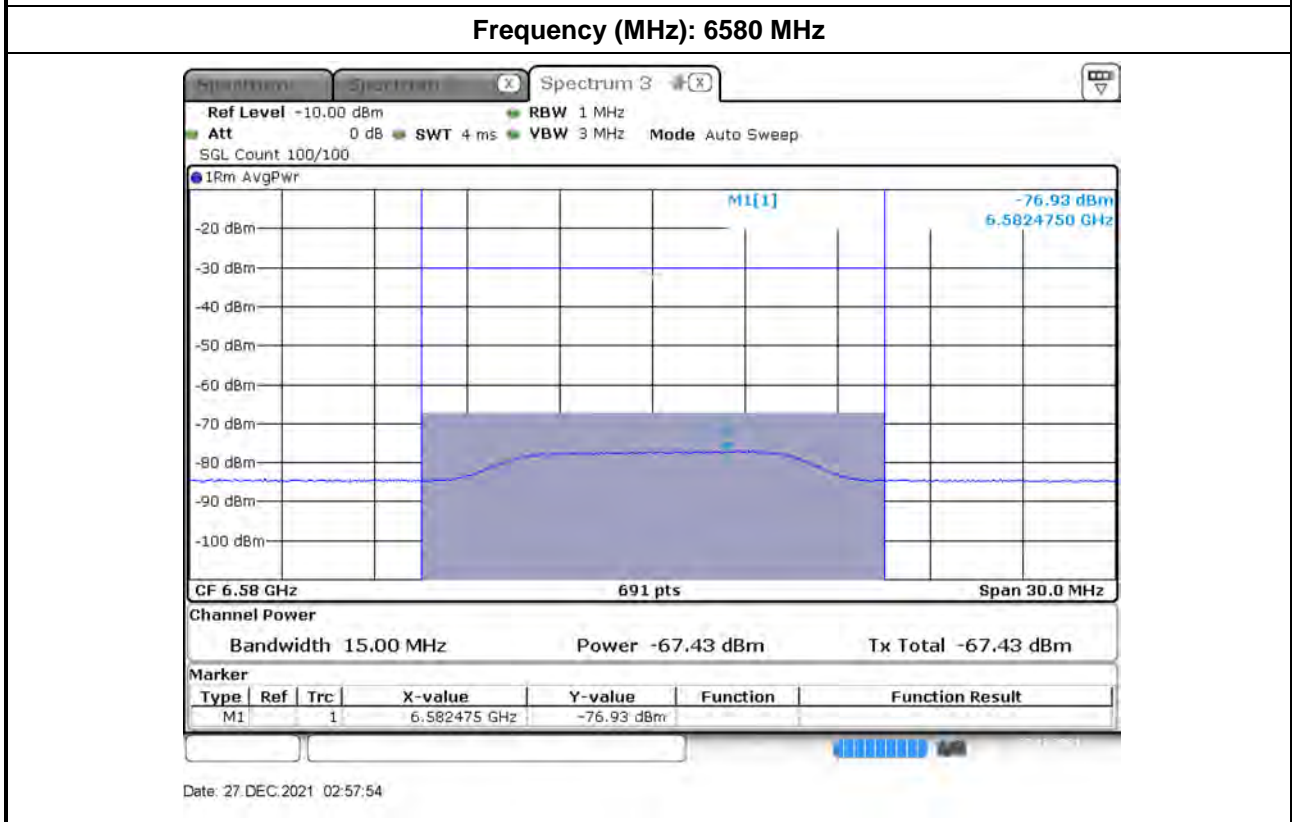 Frequency (MHz): 6580 MHz
Spectrum 3
Ref Level -10.00 dBm RBW 1 MHz
Att 0 dB SWT 4 ms VBW 3 MHz Mode Auto Sweep
SGL Count 100/100
1Rm AvgPwr
M1[1] -76.93 dBm
6.5824750 GHz
-20 dBm
-30 dBm
-40 dBm
-50 dBm
-60 dBm
-70 dBm
-80 dBm
-90 dBm
-100 dBm
CF 6.58 GHz 691 pts Span 30.0 MHz
Channel Power
Bandwidth 15.00 MHz Power -67.43 dBm Tx Total -67.43 dBm
Marker
Type Ref Trc X-value Y-value Function Function Result
M1 1 6.582475 GHz -76.93 dBm
Date: 27.DEC.2021 02:57:54